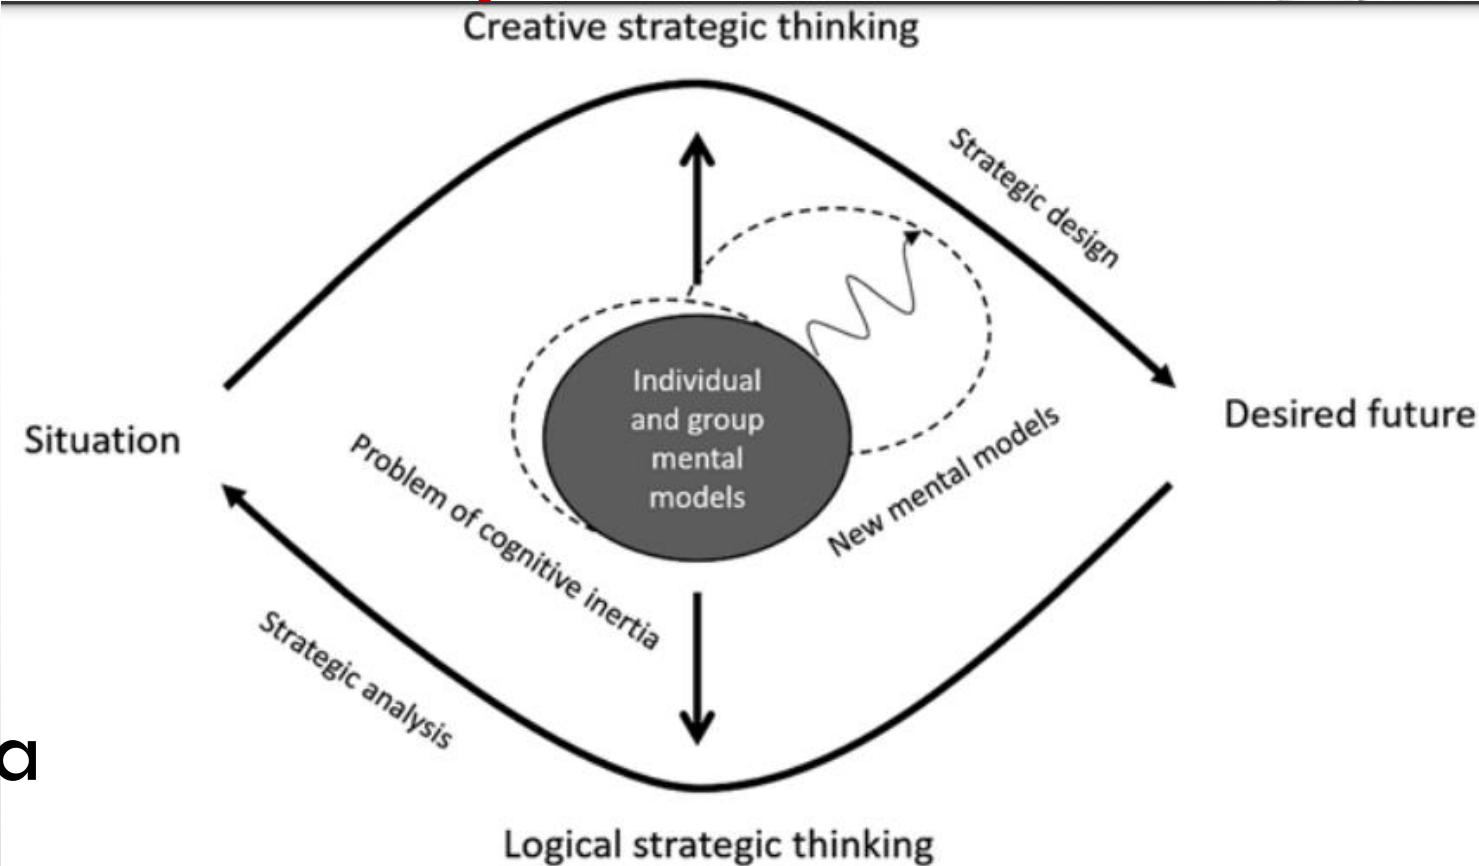 Creative strategic thinking
Strategic design
Individual
and group
mental
models
Situation
Desired future
Problem of cognitive inertia
New mental models
Strategic analysis
a
Logical strategic thinking